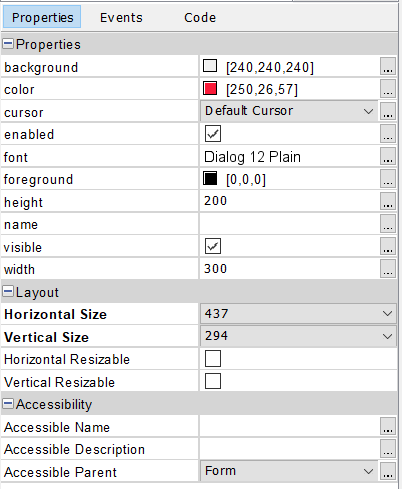 Properties Events Code
Properties
background [240,240,240] ...
color [250,26,57] ...
cursor Default Cursor ...
enabled ...
font Dialog 12 Plain ...
foreground [0,0,0] ...
height 200 ...
name ...
visible ...
width 300 ...
Layout
Horizontal Size 437
Vertical Size 294
Horizontal Resizable
Vertical Resizable
Accessibility
Accessible Name ...
Accessible Description ...
Accessible Parent Form ...